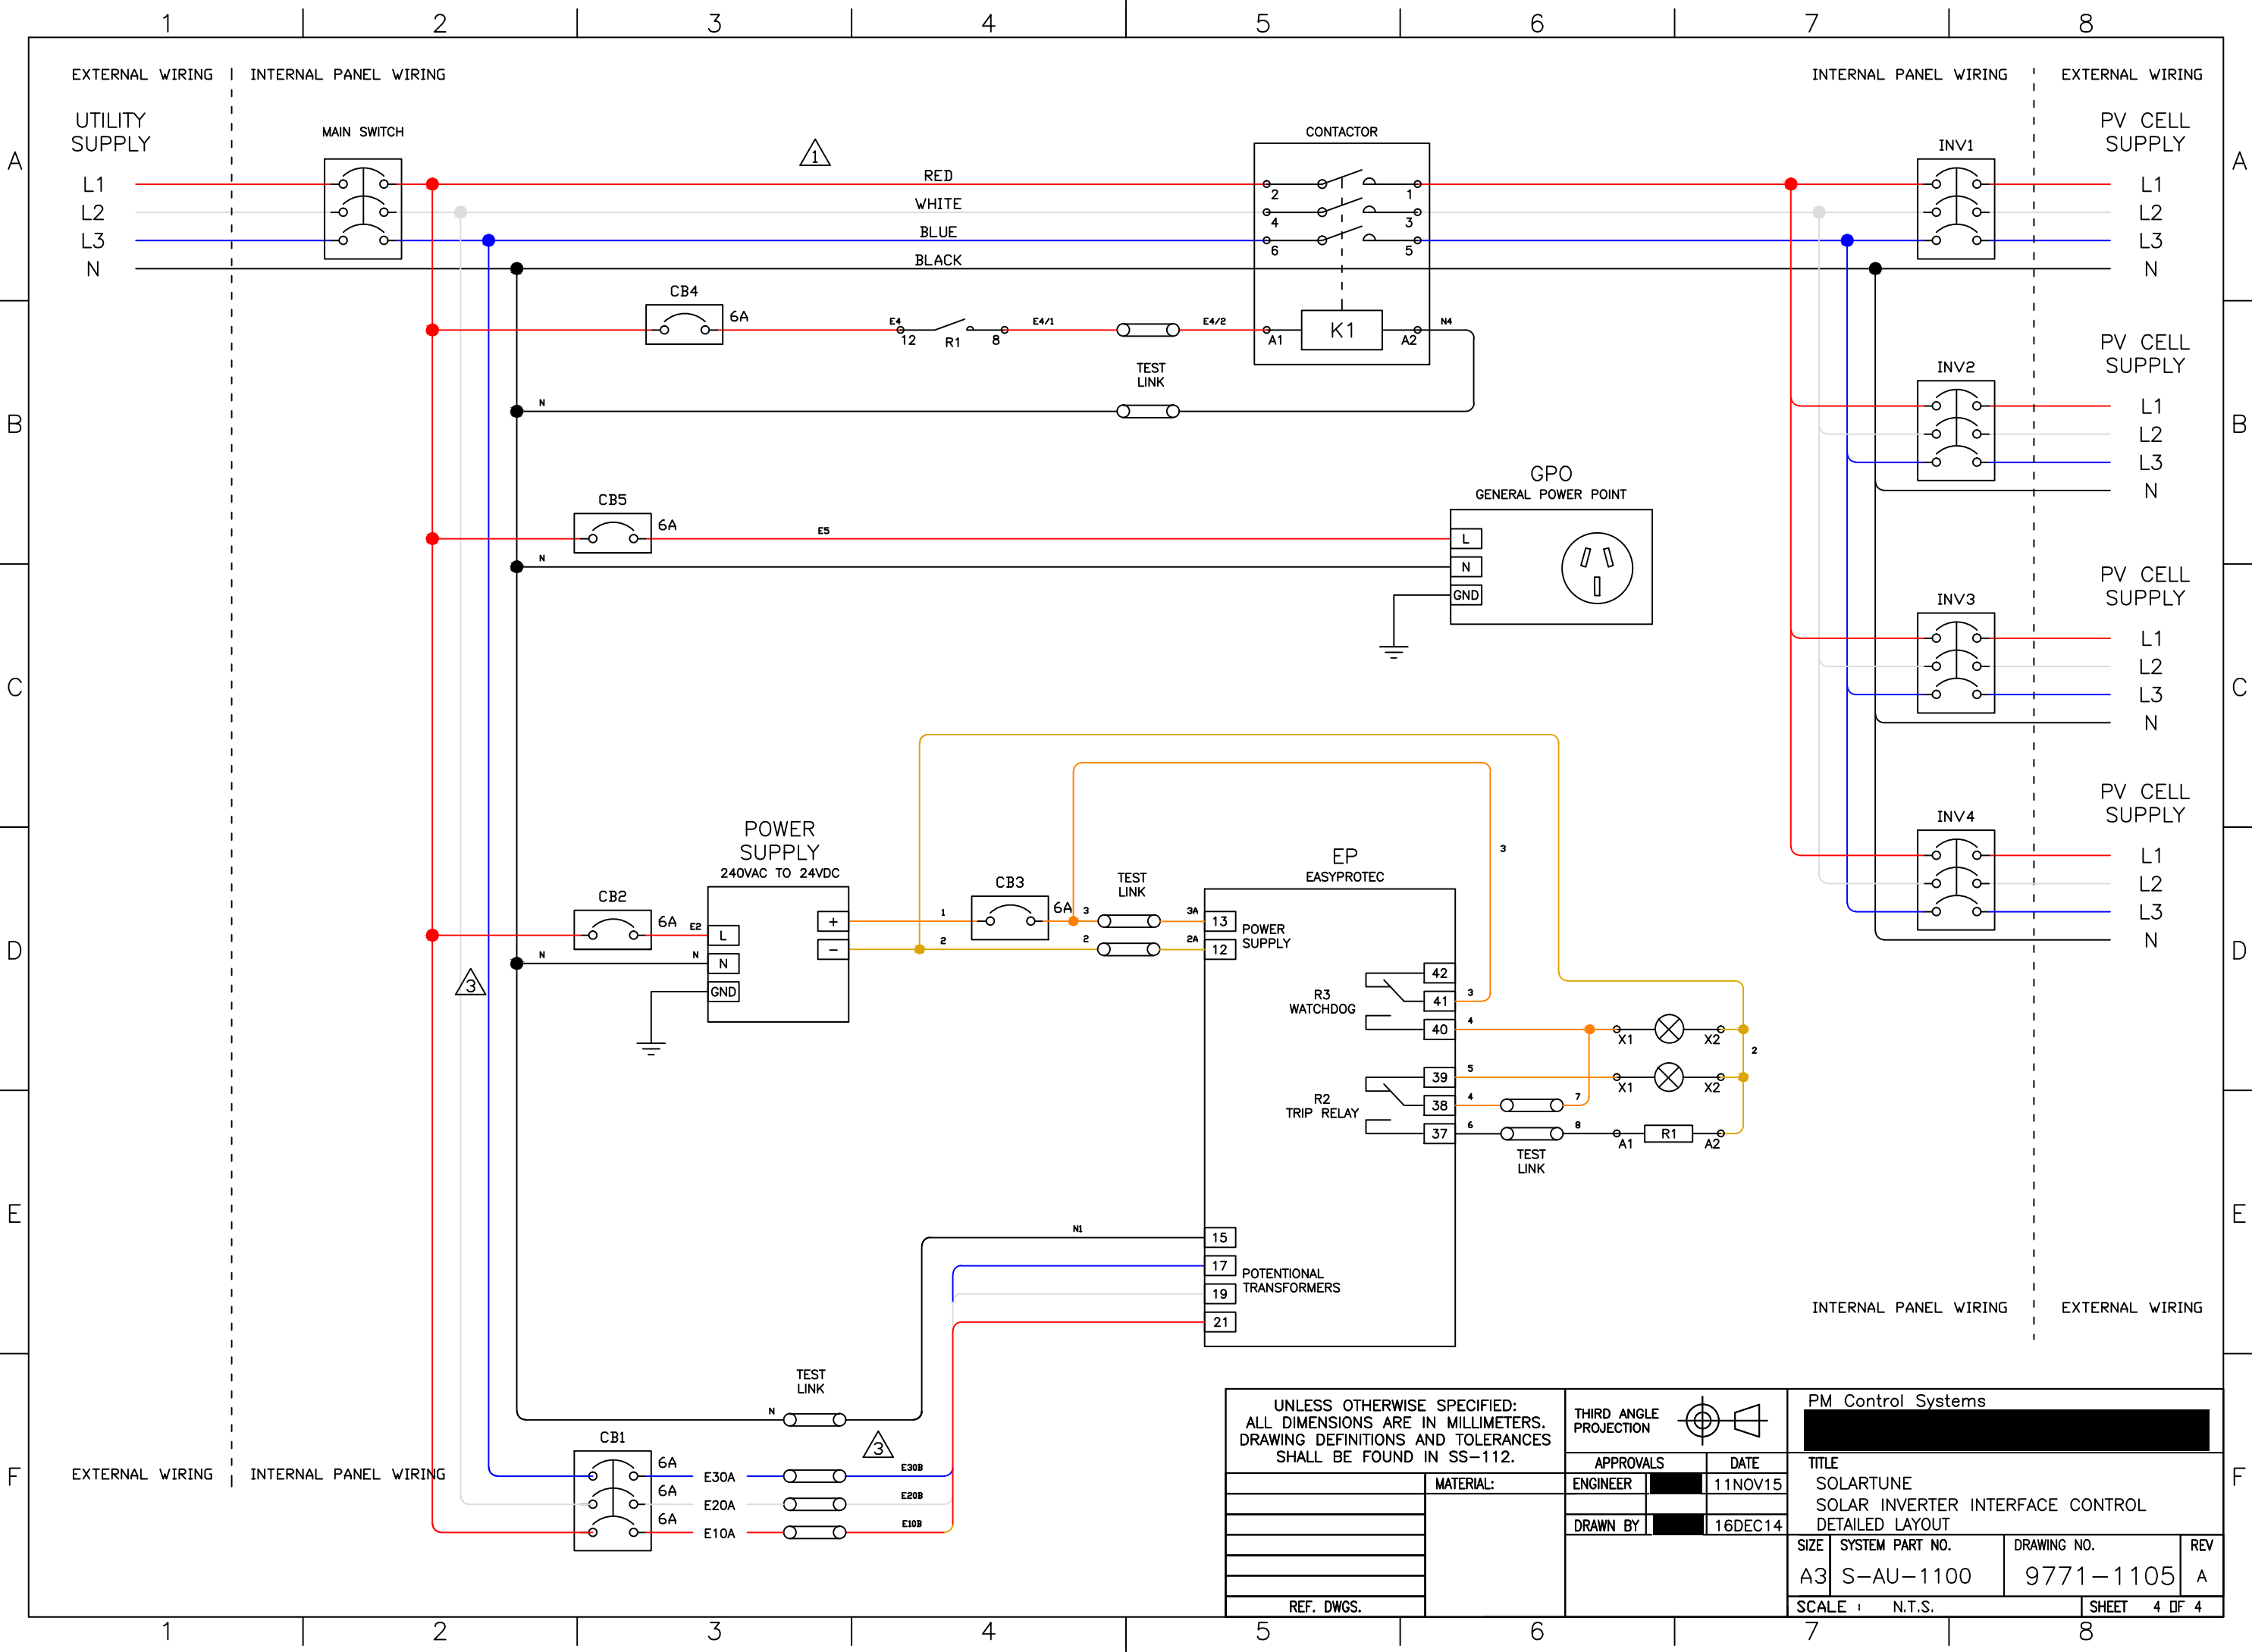 1 2 3 4 5 6 7 8
EXTERNAL WIRING
INTERNAL PANEL WIRING
INTERNAL PANEL WIRING
EXTERNAL WIRING
UTILITY
SUPPLY
MAIN SWITCH
CONTACTOR
INV1
PV CELL
SUPPLY
A
1
A
L1
RED
2
1
L1
L2
WHITE
4
3
L2
L3
BLUE
6
5
L3
N
BLACK
N
CB4
6A
E4
12
R1
8
E4/1
E4/2
A1
K1
A2
N4
TEST
LINK
N
INV2
PV CELL
SUPPLY
L1
L2
L3
N
B
B
GPO
GENERAL POWER POINT
CB5
6A
E5
L
N
N
GND
INV3
PV CELL
SUPPLY
L1
L2
L3
N
C
C
POWER
SUPPLY
240VAC TO 24VDC
CB2
6A
E2
L
N
N
N
GND
+
-
1
2
CB3
6A
3
2
TEST
LINK
3A
2A
3
EP
EASYPROTEC
13
12
POWER
SUPPLY
INV4
PV CELL
SUPPLY
L1
L2
L3
N
D
D
3
42
R3
WATCHDOG
41
3
40
4
X1
X2
2
39
5
X1
X2
R2
TRIP RELAY
38
4
7
37
6
8
A1
R1
A2
TEST
LINK
E
E
N1
15
17
19
21
POTENTIONAL
TRANSFORMERS
INTERNAL PANEL WIRING
EXTERNAL WIRING
TEST
LINK
N
3
CB1
6A
E30A
E30B
6A
E20A
E20B
6A
E10A
E10B
F
EXTERNAL WIRING
INTERNAL PANEL WIRING
F
UNLESS OTHERWISE SPECIFIED:
ALL DIMENSIONS ARE IN MILLIMETERS.
DRAWING DEFINITIONS AND TOLERANCES
SHALL BE FOUND IN SS-112.
MATERIAL:
REF. DWGS.
THIRD ANGLE
PROJECTION
APPROVALS
DATE
ENGINEER
11NOV15
DRAWN BY
16DEC14
PM Control Systems
TITLE
SOLARTUNE
SOLAR INVERTER INTERFACE CONTROL
DETAILED LAYOUT
SIZE
SYSTEM PART NO.
DRAWING NO.
REV
A3
S-AU-1100
9771-1105
A
SCALE :
N.T.S.
SHEET 4 OF 4
1 2 3 4 5 6 7 8